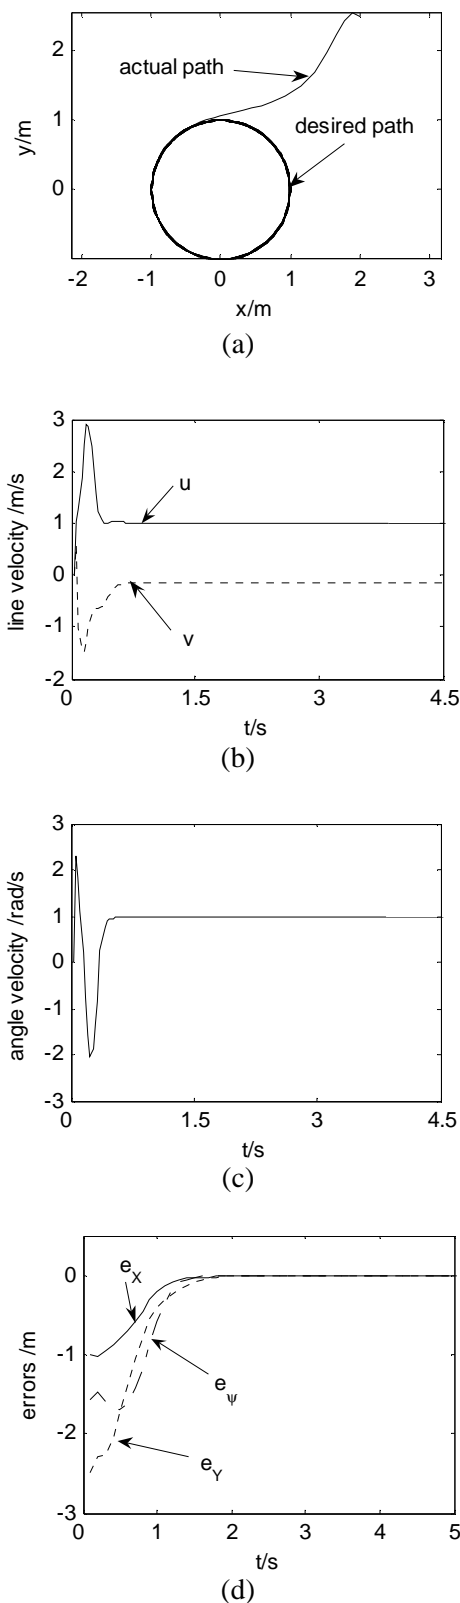 2
actual path
1
desired path
y/m
0
-2 -1 0 1 2 3
x/m
(a)
3
2
u
1
line velocity /m/s
0
-1
v
-2
0 1.5 3 4.5
t/s
(b)
3
2
1
angle velocity /rad/s
0
-1
-2
-3
0 1.5 3 4.5
t/s
(c)
0
e_X
-1
errors /m
e_ψ
-2
e_Y
-3
0 1 2 3 4 5
t/s
(d)